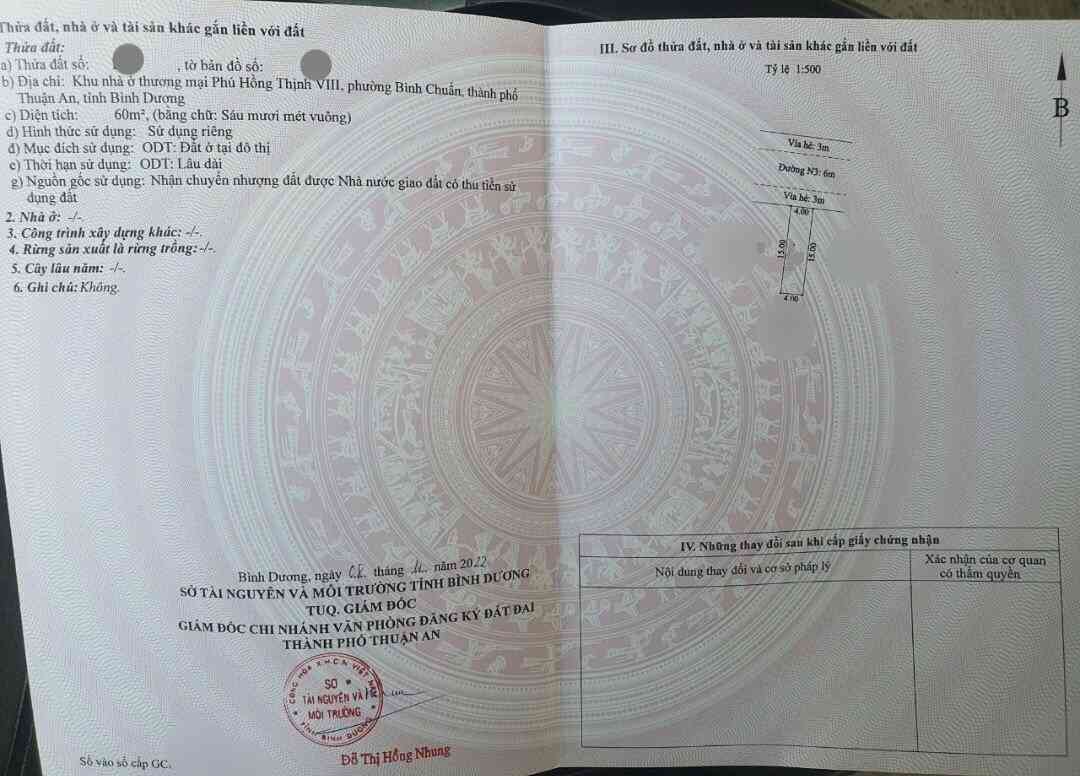 Thửa đất, nhà ở và tài sản khác gắn liền với đất
Thửa đất:
a) Thửa đất số: , tờ bản đồ số:
b) Địa chỉ: Khu nhà ở thương mại Phú Hồng Thịnh VIII, phường Bình Chuẩn, thành phố
Thuận An, tỉnh Bình Dương
c) Diện tích: 60m², (bằng chữ: Sáu mươi mét vuông)
d) Hình thức sử dụng: Sử dụng riêng
đ) Mục đích sử dụng: ODT: Đất ở tại đô thị
e) Thời hạn sử dụng: ODT: Lâu dài
g) Nguồn gốc sử dụng: Nhận chuyển nhượng đất được Nhà nước giao đất có thu tiền sử
dụng đất
2. Nhà ở: -/-.
3. Công trình xây dựng khác: -/-.
4. Rừng sản xuất là rừng trồng: -/-.
5. Cây lâu năm: -/-.
6. Ghi chú: Không.
Bình Dương, ngày tháng 11 năm 2022
SỞ TÀI NGUYÊN VÀ MÔI TRƯỜNG TỈNH BÌNH DƯƠNG
TUQ. GIÁM ĐỐC
GIÁM ĐỐC CHI NHÁNH VĂN PHÒNG ĐĂNG KÝ ĐẤT ĐAI
THÀNH PHỐ THUẬN AN
CỘNG HÒA X.H.C.N VIỆT NAM
SỞ
TÀI NGUYÊN VÀ
MÔI TRƯỜNG
TỈNH BÌNH DƯƠNG
Đỗ Thị Hồng Nhung
Số vào sổ cấp GC.
III. Sơ đồ thửa đất, nhà ở và tài sản khác gắn liền với đất
Tỷ lệ 1:500
B
Vỉa hè: 3m
Đường N3: 6m
Vỉa hè: 3m
4.00
15.00
15.00
4.00
IV. Những thay đổi sau khi cấp giấy chứng nhận
Nội dung thay đổi và cơ sở pháp lý
Xác nhận của cơ quan
có thẩm quyền